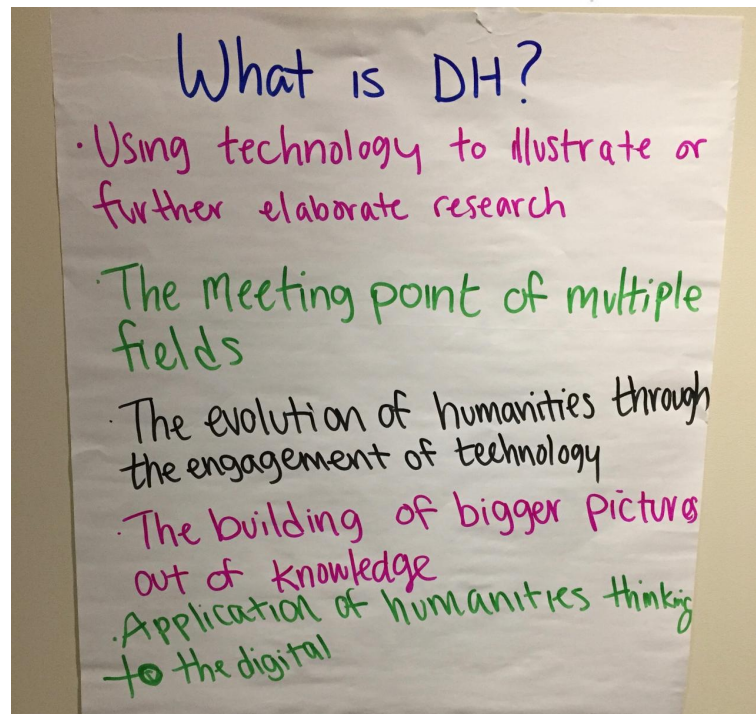 What is DH?
· Using technology to illustrate or
further elaborate research
· The meeting point of multiple
fields
· The evolution of humanities through
the engagement of technology
· The building of bigger pictures
out of knowledge
· Application of humanities thinking
to the digital